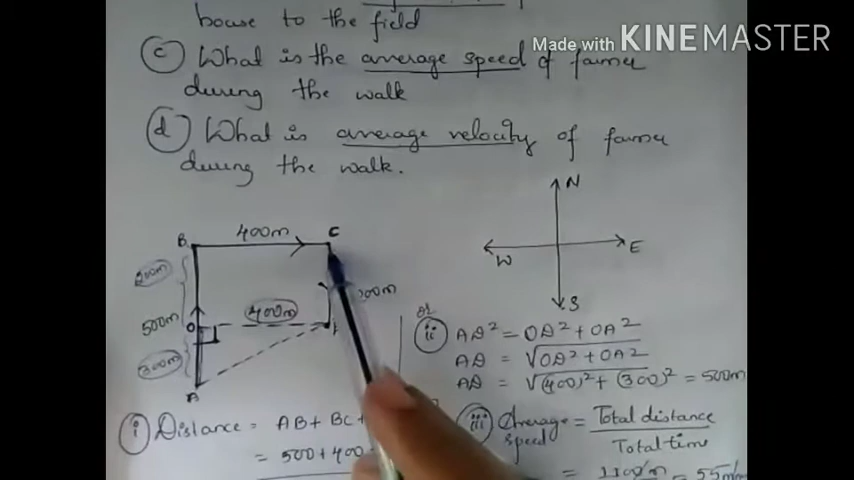 house to the field
Made with KINEMASTER
(c) What is the average speed of farmer
during the walk
(d) What is average velocity of farmer
during the walk.
N
W
E
S
B
400m
C
200m
500m
O
400m
300m
A
(i) Distance = AB + BC +
= 500 + 400
(ii) AD² = OD² + OA²
AD = √OD² + OA²
AD = √(400)² + (300)² = 500m
(iii) Average speed = Total distance
Total time
= 1100m = 55m/m